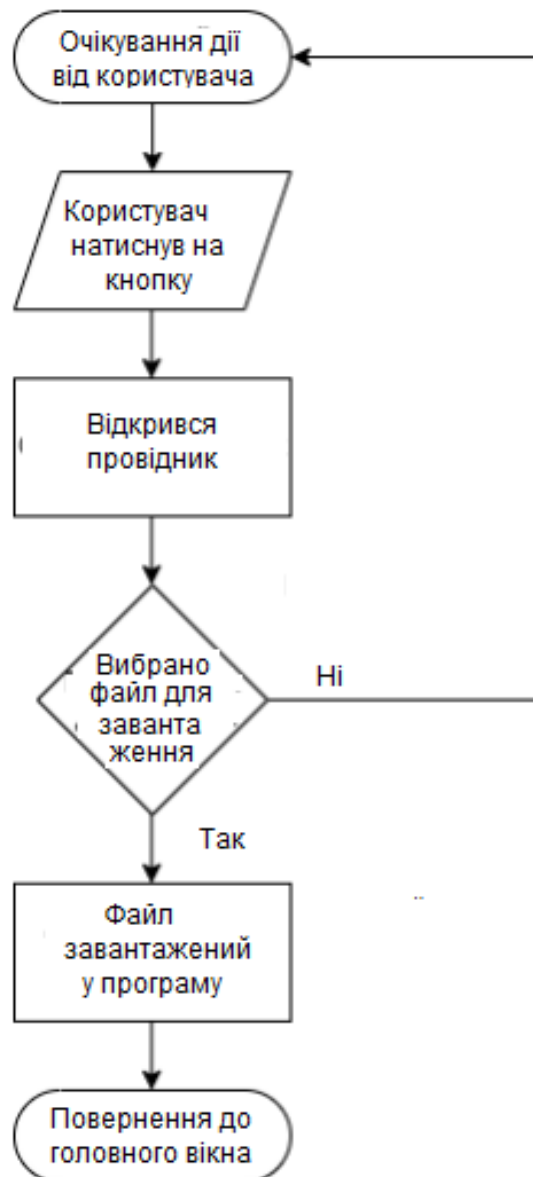 Очікування дії
від користувача
Користувач
натиснув на
кнопку
Відкрився
провідник
Вибрано
файл для
заванта
ження
Ні
Так
Файл
завантажений
у програму
Повернення до
головного вікна